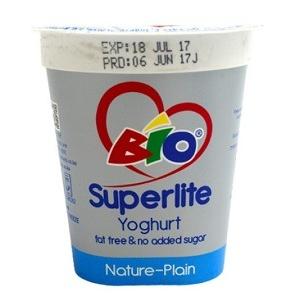 EXP:18 JUL 17
PRD:06 JUN 17J
BIO®
Superlite
Yoghurt
fat free & no added sugar
Nature-Plain